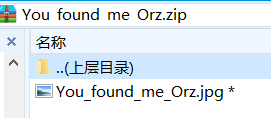 You found me Orz.zip
名称
..(上层目录)
You_found_me_Orz.jpg *